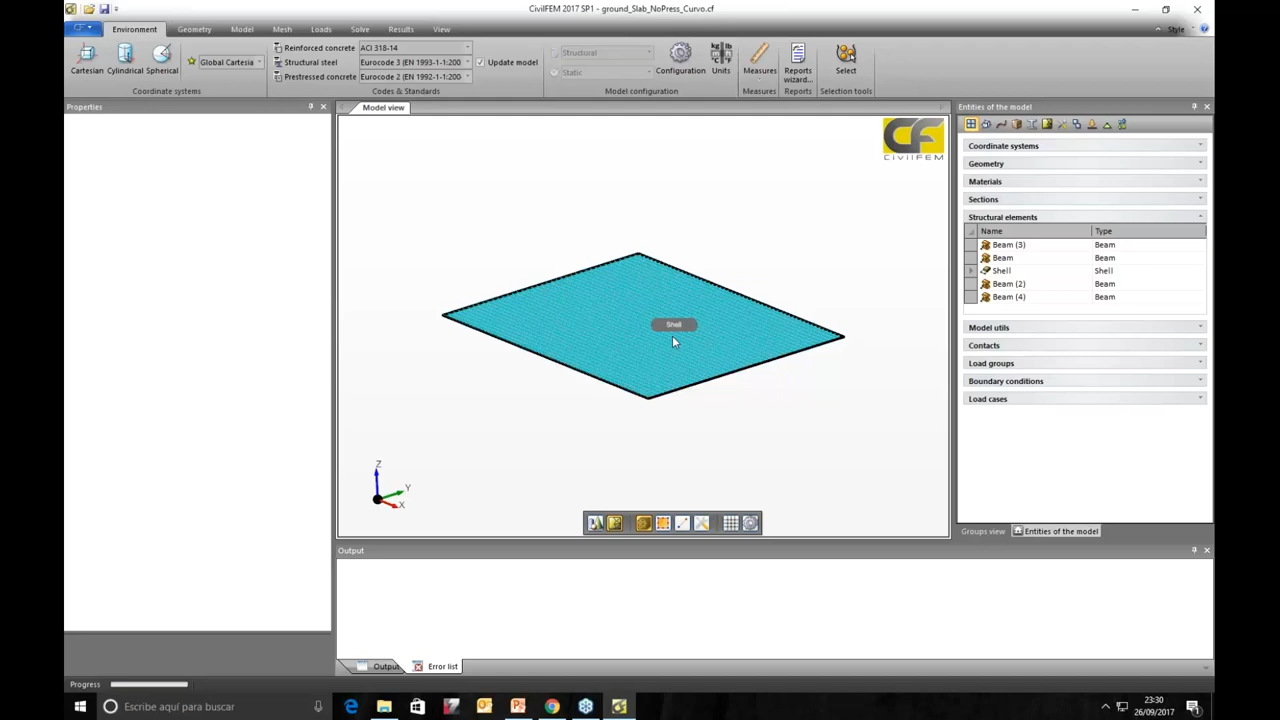 CivilFEM 2017 SP1 - ground_Slab_NoPress_Curvo.cf
Environment
Geometry
Model
Mesh
Loads
Solve
Results
View
Style
Cartesian
Cylindrical
Spherical
Global Cartesia
Coordinate systems
Reinforced concrete
ACI 318-14
Structural steel
Eurocode 3 (EN 1993-1-1:200
Prestressed concrete
Eurocode 2 (EN 1992-1-1:200
Update model
Codes & Standards
Structural
Static
Configuration
Units
Model configuration
Measures
Measures
Reports
wizard...
Reports
Select
Selection tools
Properties
Model view
CF
CIVILFEM
Shell
Z
Y
X
Entities of the model
Coordinate systems
Geometry
Materials
Sections
Structural elements
Name
Type
Beam (3)
Beam
Beam
Beam
Shell
Shell
Beam (2)
Beam
Beam (4)
Beam
Model utils
Contacts
Load groups
Boundary conditions
Load cases
Groups view
Entities of the model
Output
Output
Error list
Progress
Escribe aquí para buscar
23:30
26/09/2017